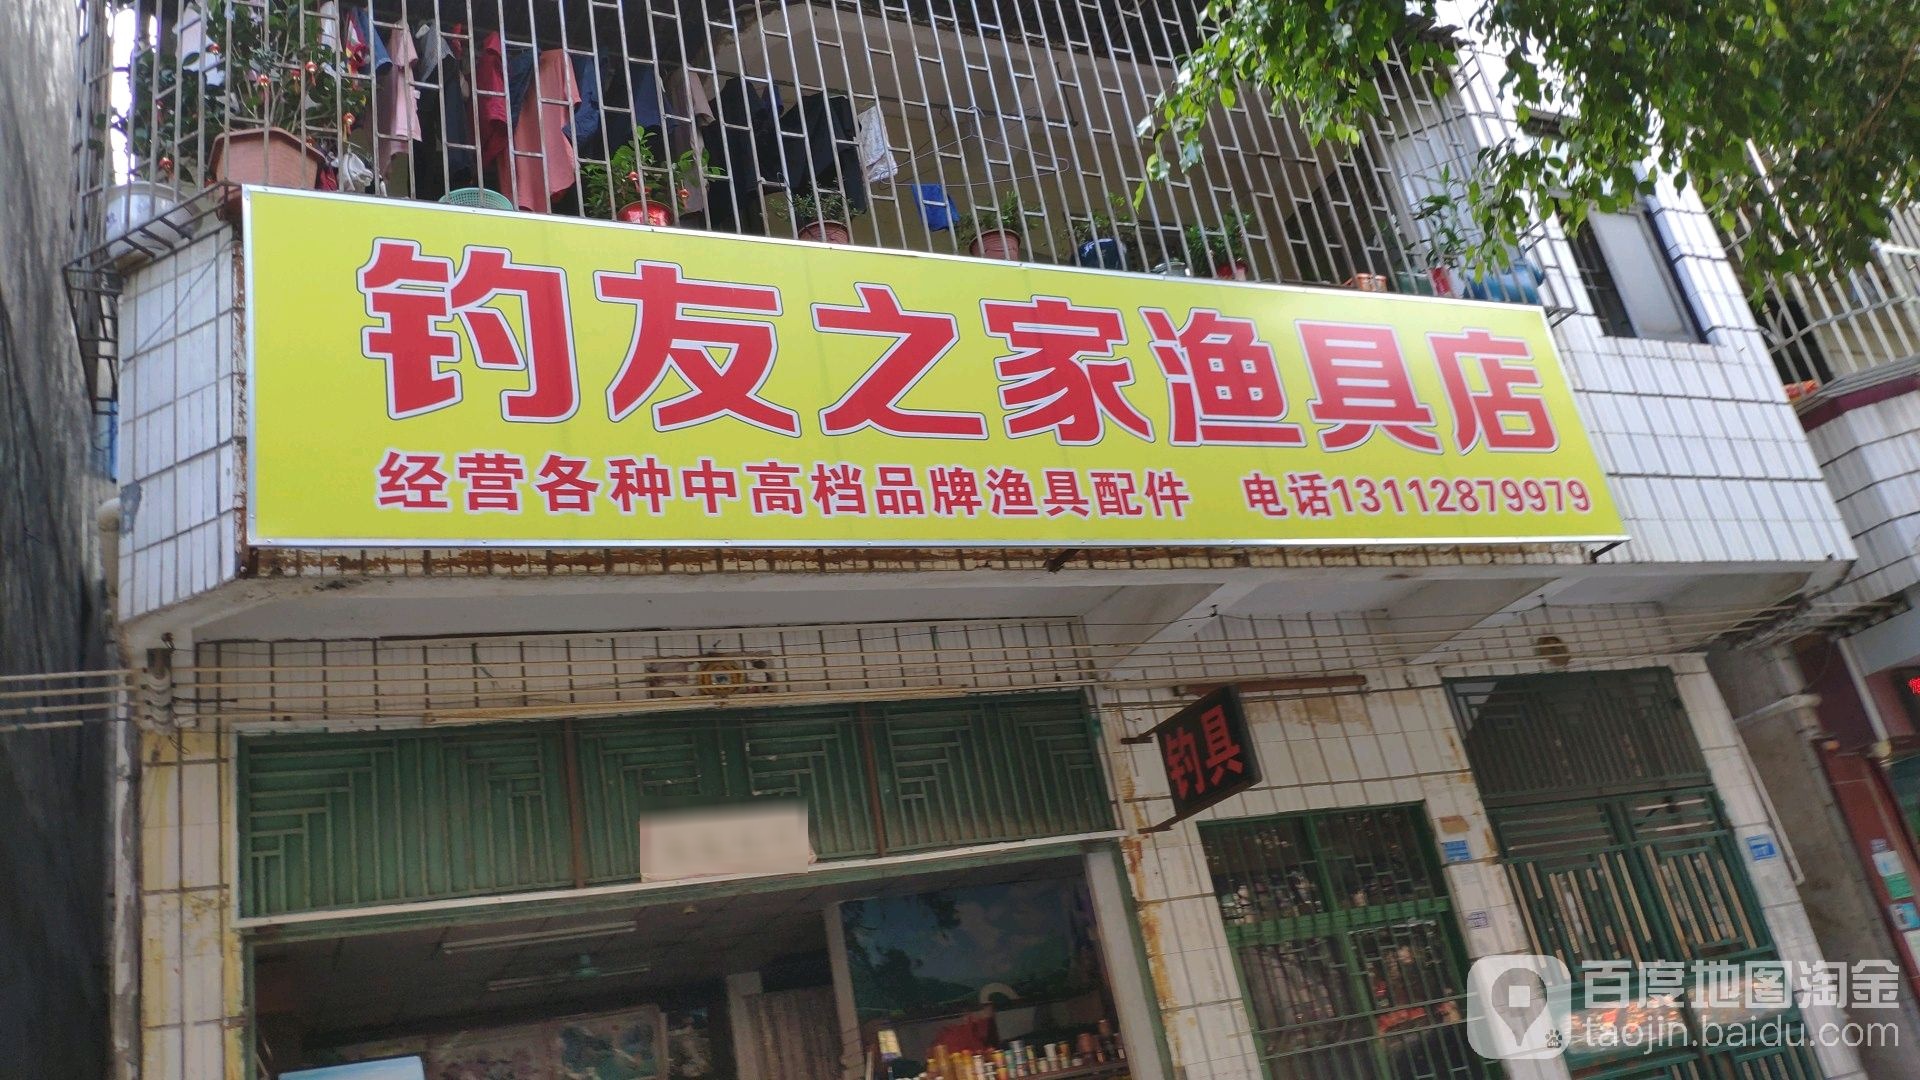 钓友之家渔具店
经营各种中高档品牌渔具配件 电话13112879979
钓具
百度地图淘金
taojin.baidu.com